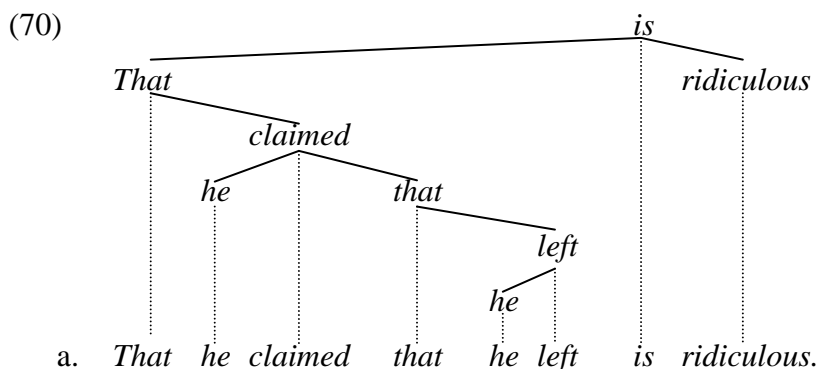 (70) is
That ridiculous
claimed
he that
left
he
a. That he claimed that he left is ridiculous.